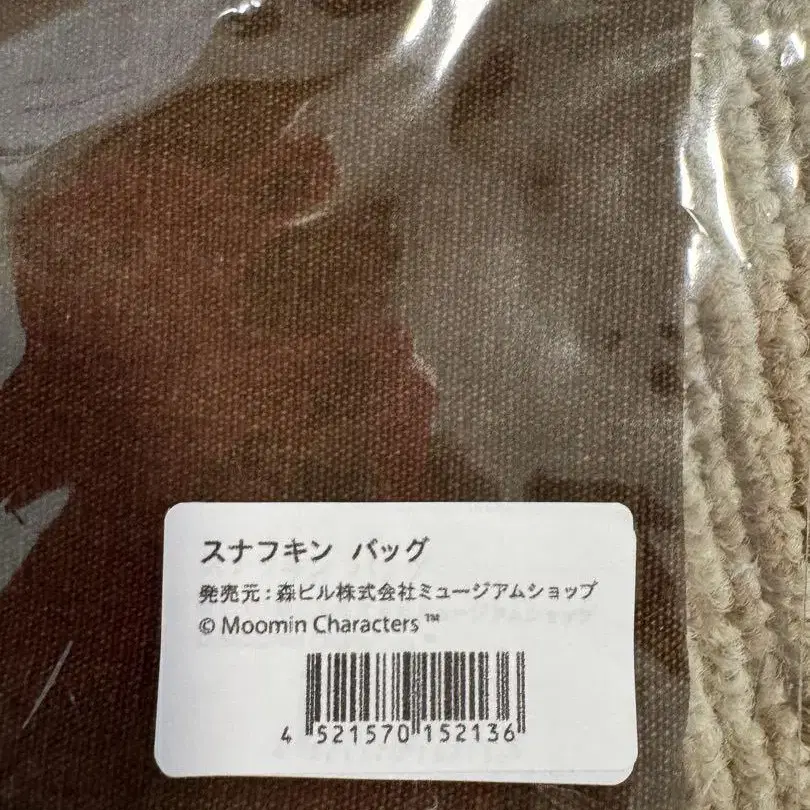 スナフキン バッグ
発売元：森ビル株式会社ミュージアムショップ
© Moomin Characters ™
4 521570 152136